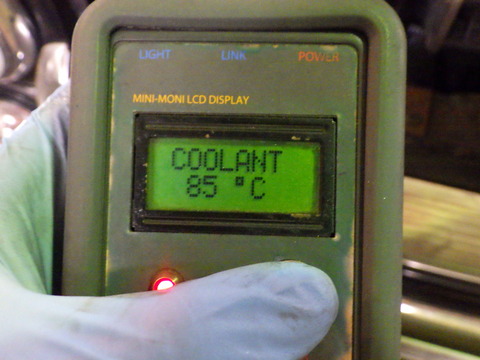 LIGHT LINK POWER
MINI-MONI LCD DISPLAY
COOLANT
85 °C